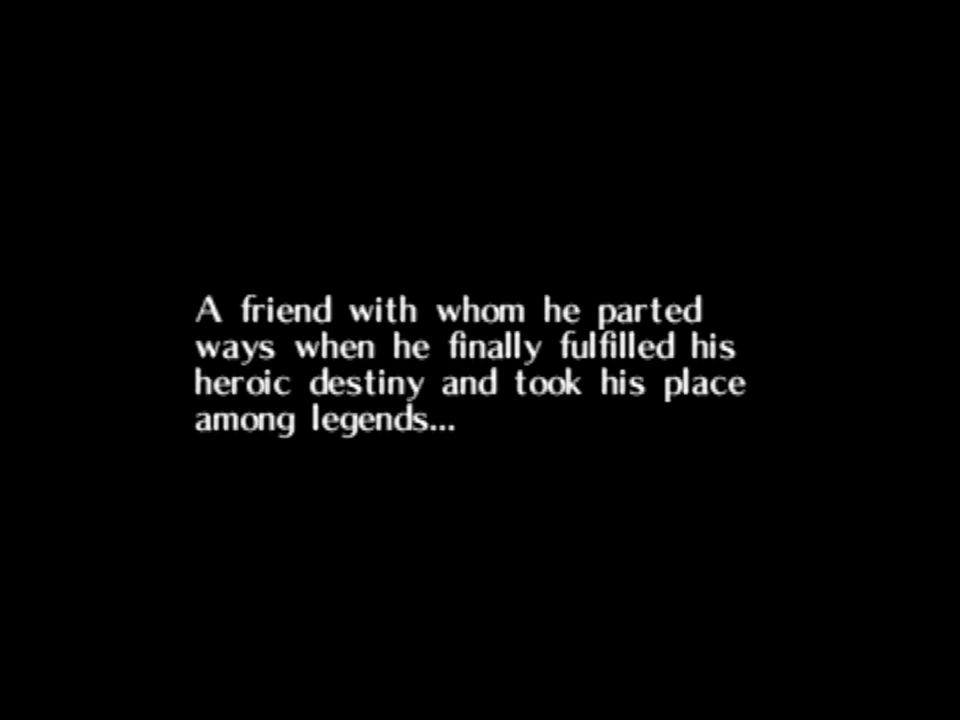 A friend with whom he parted
ways when he finally fulfilled his
heroic destiny and took his place
among legends...